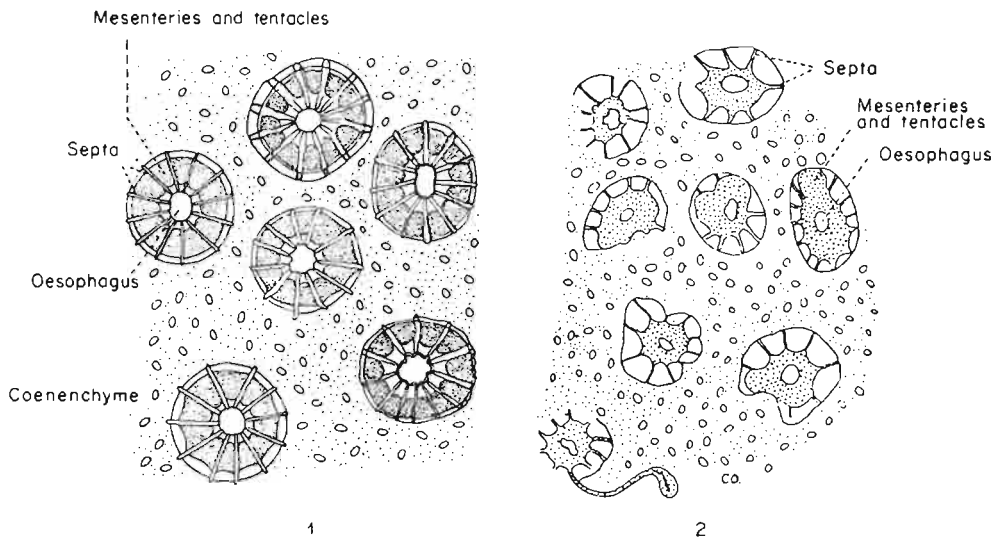 Mesenteries and tentacles
Septa
Oesophagus
Coenenchyme
1
Septa
Mesenteries
and tentacles
Oesophagus
co.
2